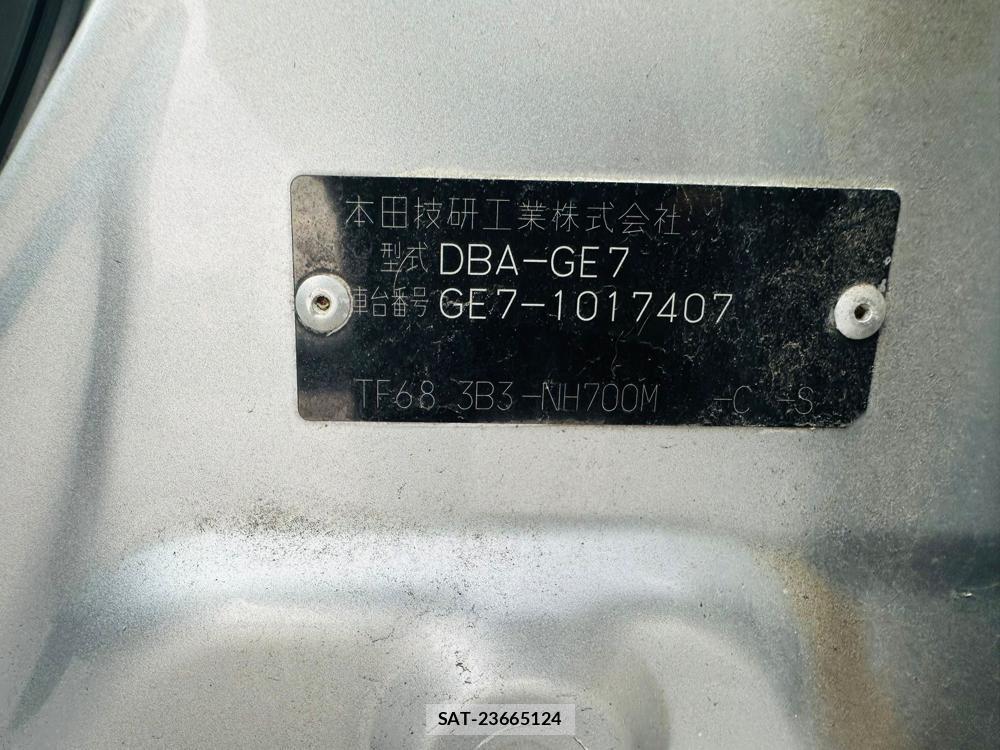 本田技研工業株式会社
型式 DBA-GE7
車台番号 GE7-1017407
TF68 3B3-NH700M -C -S
SAT-23665124